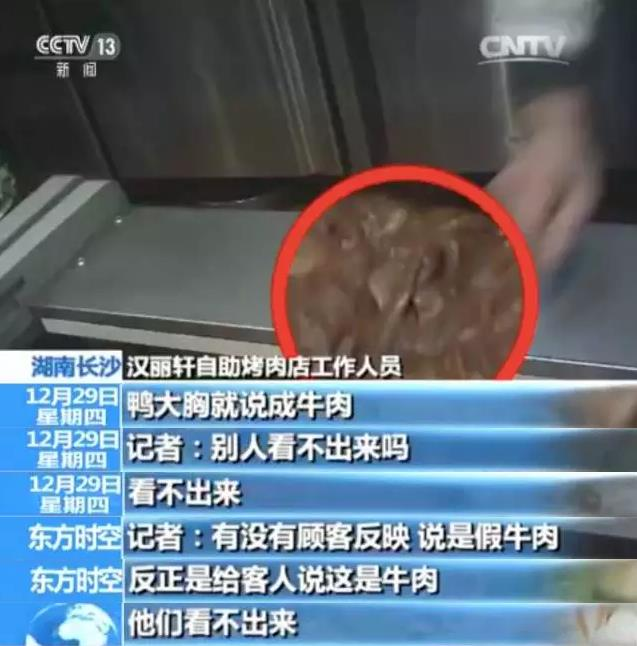 CCTV 13
新闻
CNTV
湖南长沙 汉丽轩自助烤肉店工作人员
12月29日
星期四
鸭大胸就说成牛肉
12月29日
星期四
记者：别人看不出来吗
12月29日
星期四
看不出来
东方时空 记者：有没有顾客反映 说是假牛肉
东方时空 反正是给客人说这是牛肉
他们看不出来